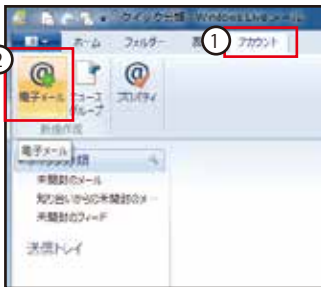 クイック分類 - Windows Live メール
ホーム フォルダー アカウント
1
2
電子メール ニュースグループ プロパティ
新規作成
電子メール
未開封のメール
知り合いからの未開封のメ…
未開封のフィード
送信トレイ